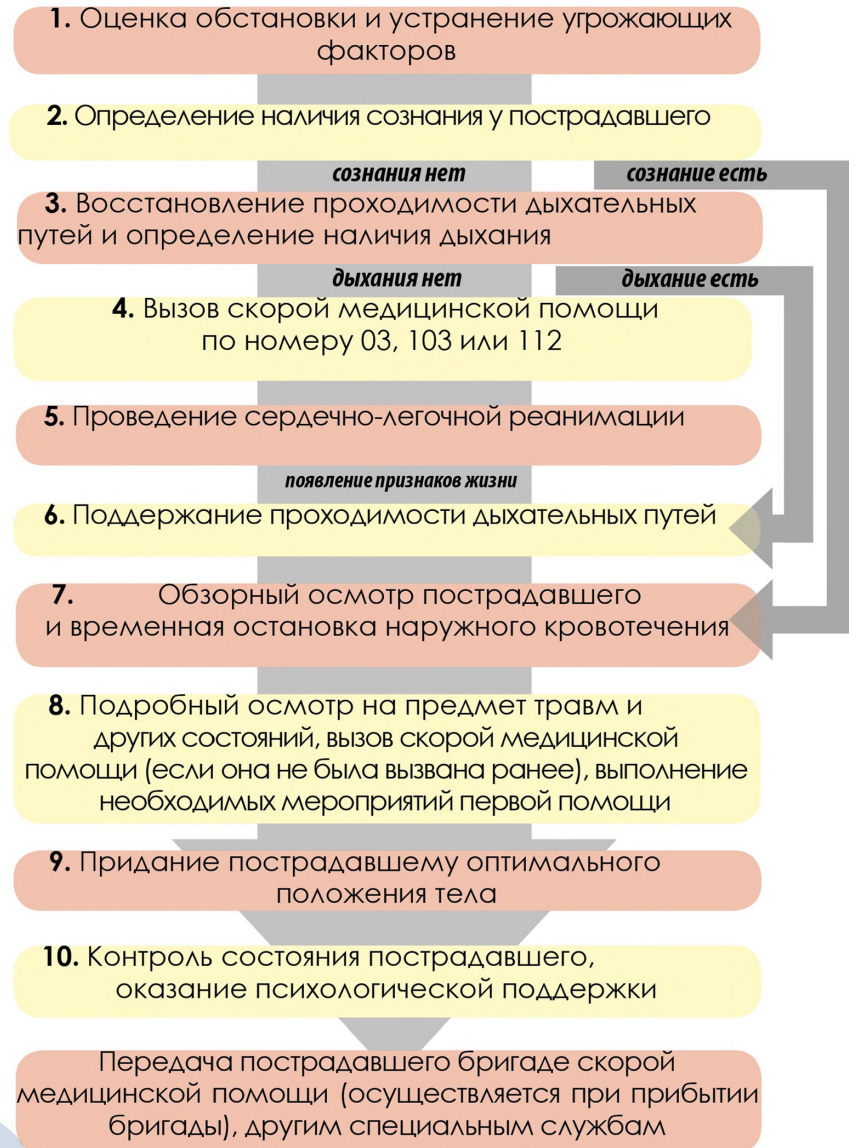 1. Оценка обстановки и устранение угрожающих
факторов
2. Определение наличия сознания у пострадавшего
сознания нет
сознание есть
3. Восстановление проходимости дыхательных
путей и определение наличия дыхания
дыхания нет
дыхание есть
4. Вызов скорой медицинской помощи
по номеру 03, 103 или 112
5. Проведение сердечно-легочной реанимации
появление признаков жизни
6. Поддержание проходимости дыхательных путей
7. Обзорный осмотр пострадавшего
и временная остановка наружного кровотечения
8. Подробный осмотр на предмет травм и
других состояний, вызов скорой медицинской
помощи (если она не была вызвана ранее), выполнение
необходимых мероприятий первой помощи
9. Придание пострадавшему оптимального
положения тела
10. Контроль состояния пострадавшего,
оказание психологической поддержки
Передача пострадавшего бригаде скорой
медицинской помощи (осуществляется при прибытии
бригады), другим специальным службам